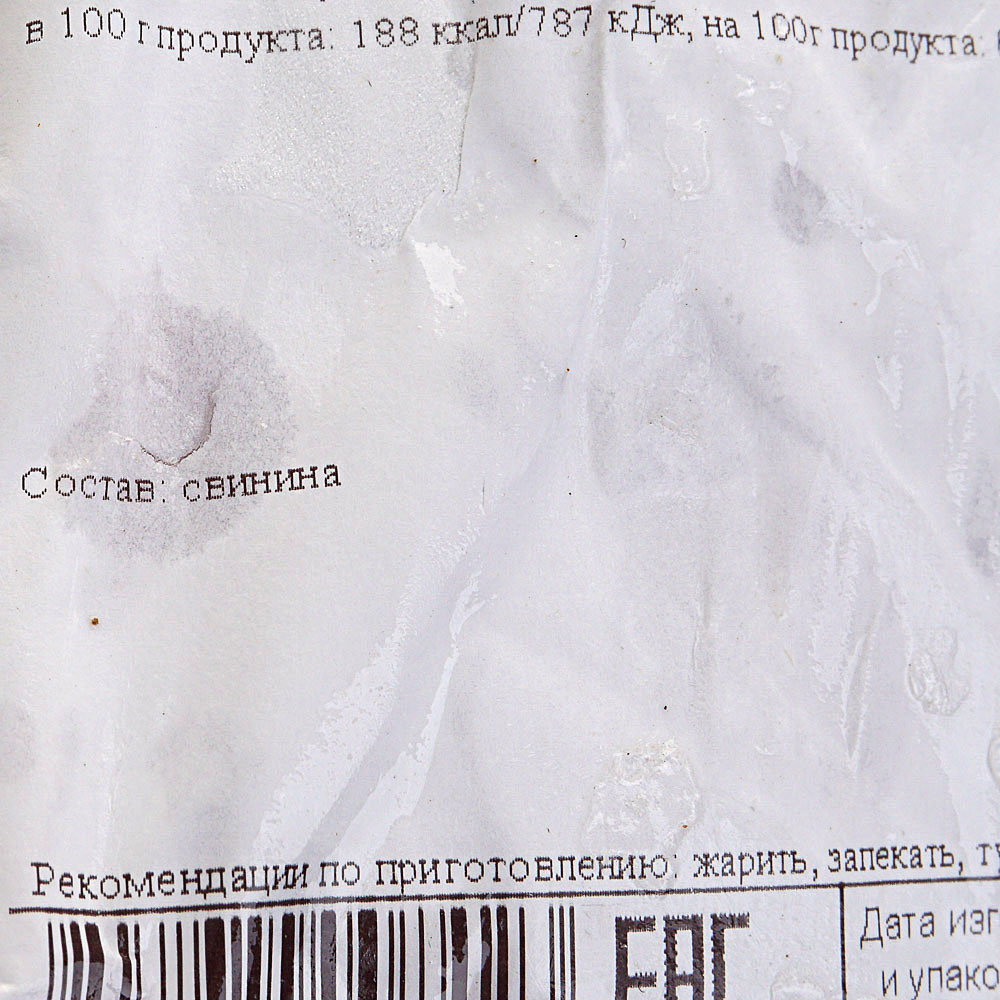 в 100 г продукта: 188 ккал/787 кДж, на 100г продукта:
Состав: свинина
Рекомендации по приготовлению: жарить, запекать,
ЕАС
Дата изг
и упако